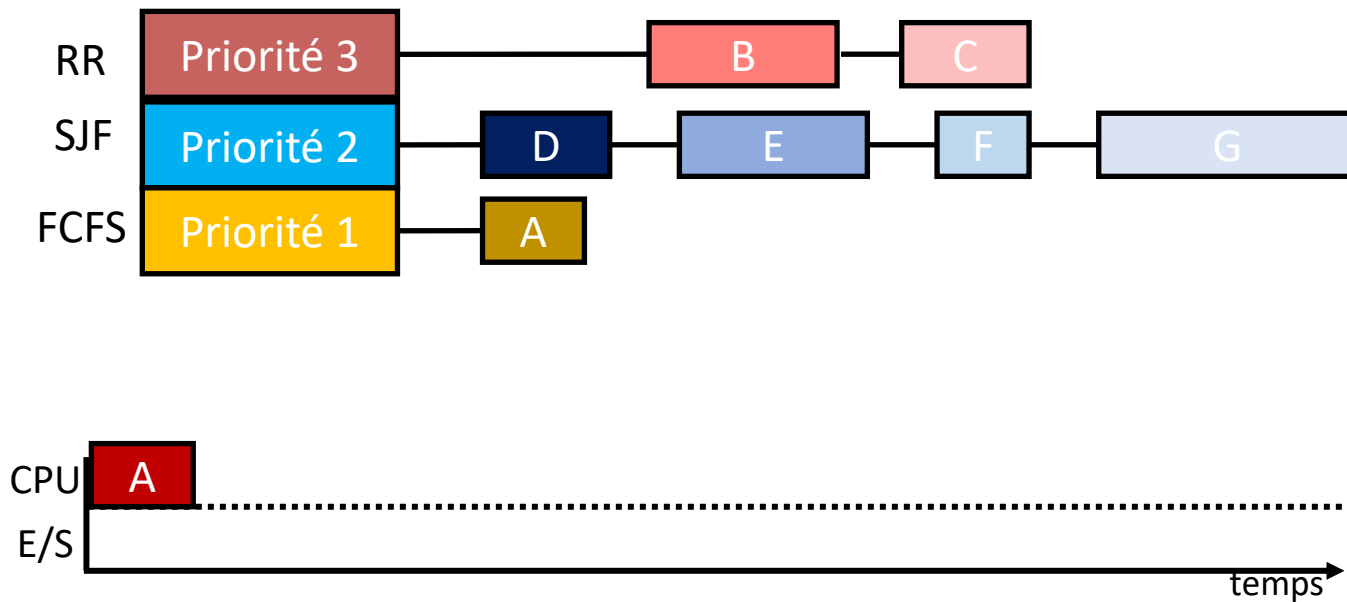 RR Priorité 3 B C
SJF Priorité 2 D E F G
FCFS Priorité 1 A
CPU A
E/S
temps